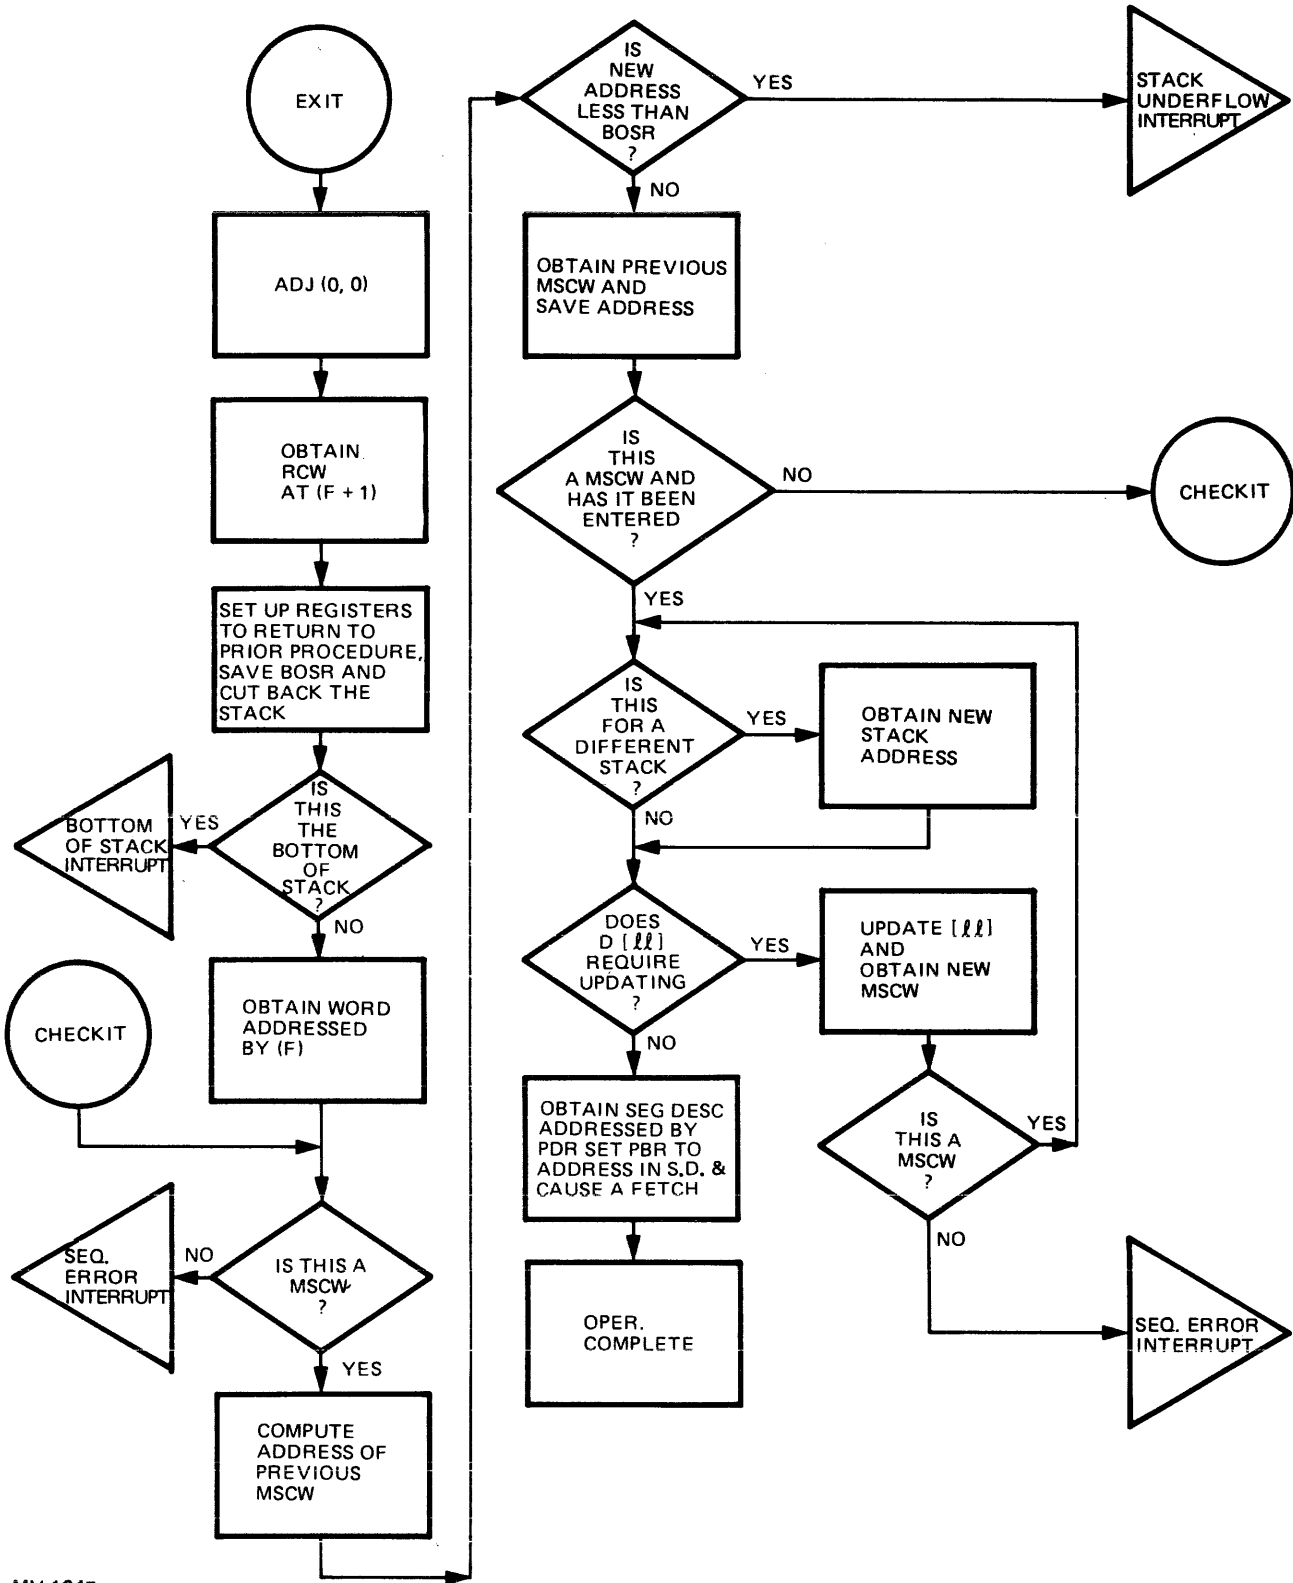 EXIT
ADJ (0, 0)
OBTAIN
RCW
AT (F + 1)
SET UP REGISTERS
TO RETURN TO
PRIOR PROCEDURE,
SAVE BOSR AND
CUT BACK THE
STACK
IS
THIS
THE
BOTTOM
OF
STACK
?
YES
BOTTOM
OF STACK
INTERRUPT
NO
OBTAIN WORD
ADDRESSED
BY (F)
CHECKIT
IS THIS A
MSCW
?
NO
SEQ.
ERROR
INTERRUPT
YES
COMPUTE
ADDRESS OF
PREVIOUS
MSCW
IS
NEW
ADDRESS
LESS THAN
BOSR
?
YES
STACK
UNDERFLOW
INTERRUPT
NO
OBTAIN PREVIOUS
MSCW AND
SAVE ADDRESS
IS
THIS
A MSCW AND
HAS IT BEEN
ENTERED
?
NO
CHECKIT
YES
IS
THIS
FOR A
DIFFERENT
STACK
?
YES
OBTAIN NEW
STACK
ADDRESS
NO
DOES
D [ℓℓ]
REQUIRE
UPDATING
?
YES
UPDATE [ℓℓ]
AND
OBTAIN NEW
MSCW
NO
OBTAIN SEG DESC
ADDRESSED BY
PDR SET PBR TO
ADDRESS IN S.D. &
CAUSE A FETCH
IS
THIS A
MSCW
?
YES
NO
SEQ. ERROR
INTERRUPT
OPER.
COMPLETE